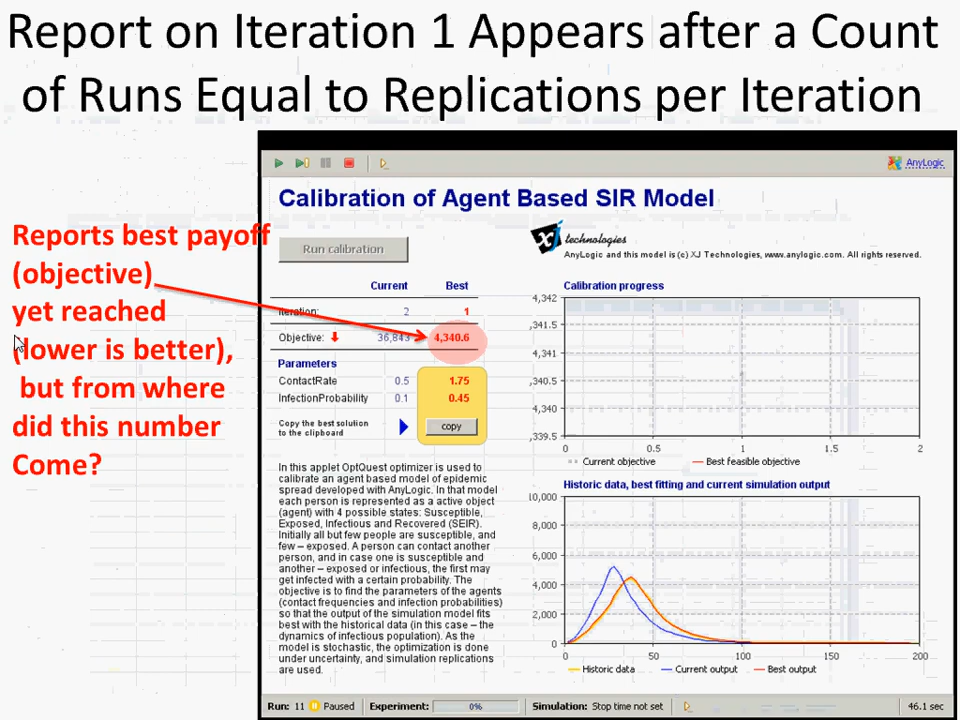 Report on Iteration 1 Appears after a Count
of Runs Equal to Replications per Iteration
Reports best payoff
(objective)
yet reached
(lower is better),
but from where
did this number
Come?
AnyLogic
Calibration of Agent Based SIR Model
Run calibration
xj technologies
AnyLogic and this model is (c) XJ Technologies, www.anylogic.com. All rights reserved.
Current Best
Iteration: 2 1
Objective: 36,843 4,340.6
Parameters
ContactRate 0.5 1.75
InfectionProbability 0.1 0.45
Copy the best solution
to the clipboard
copy
In this applet OptQuest optimizer is used to
calibrate an agent based model of epidemic
spread developed with AnyLogic. In that model
each person is represented as a active object
(agent) with 4 possible states: Susceptible,
Exposed, Infectious and Recovered (SEIR).
Initially all but few people are susceptible, and
few – exposed. A person can contact another
person, and in case one is susceptible and
another – exposed or infectious, the first may
get infected with a certain probability. The
objective is to find the parameters of the agents
(contact frequencies and infection probabilities)
so that the output of the simulation model fits
best with the historical data (in this case – the
dynamics of infectious population). As the
model is stochastic, the optimization is done
under uncertainty, and simulation replications
are used.
Calibration progress
4,342
,341.5
4,341
,340.5
4,340
,339.5
0 0.5 1 1.5 2
Current objective Best feasible objective
Historic data, best fitting and current simulation output
10,000
8,000
6,000
4,000
2,000
0
0 50 100 150 200
Historic data Current output Best output
Run: 11 Paused Experiment: 0% Simulation: Stop time not set 46.1 sec